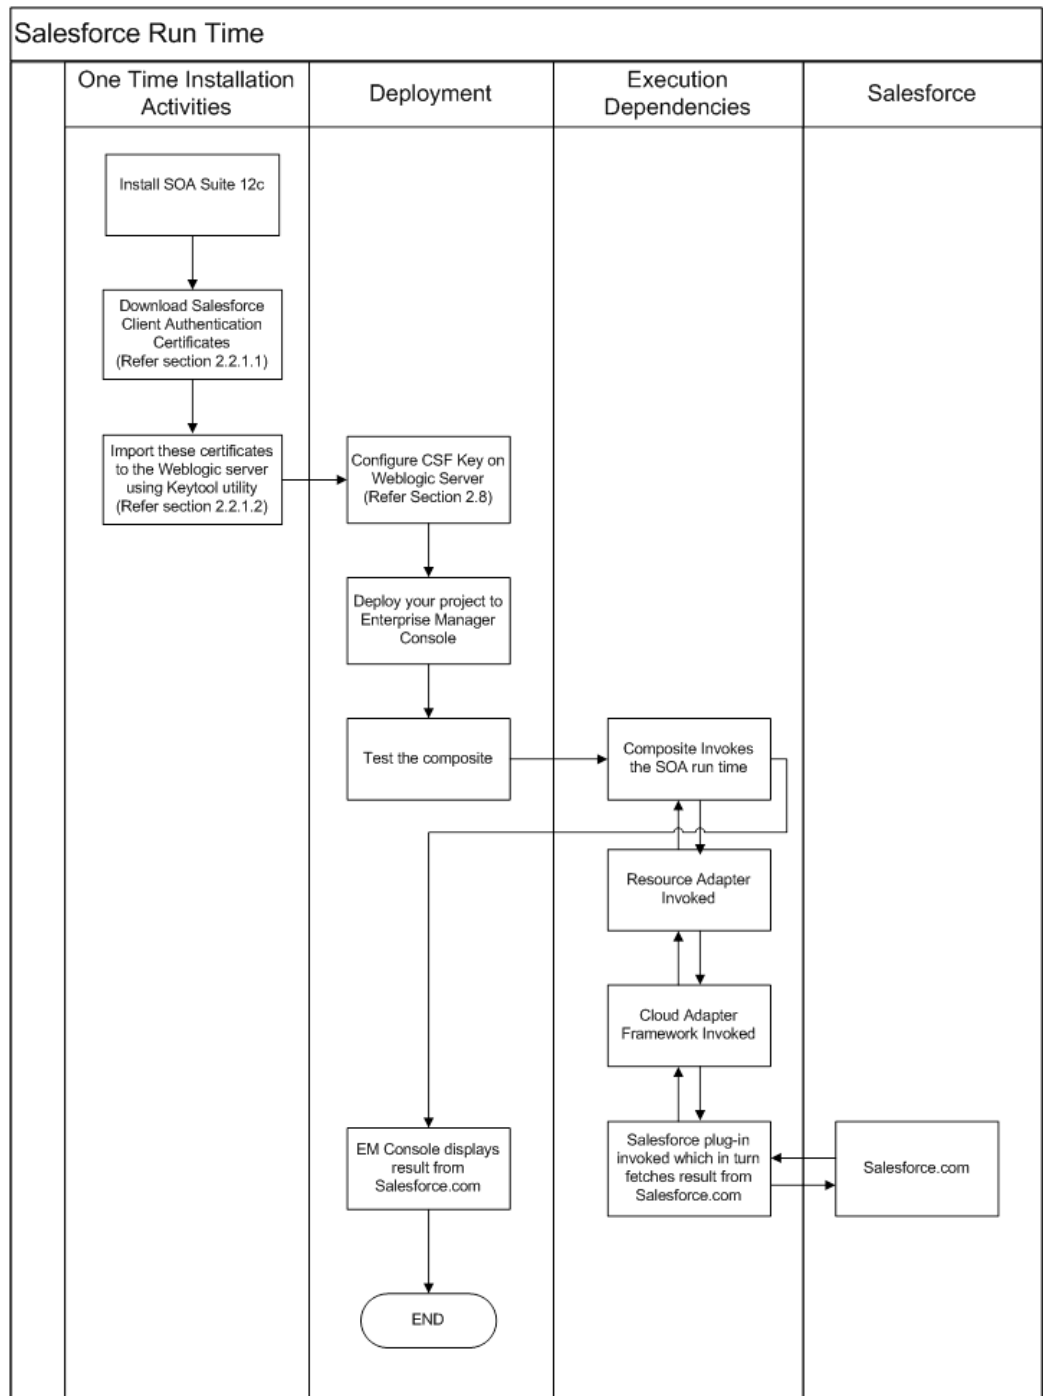 Salesforce Run Time
One Time Installation
Activities
Deployment
Execution
Dependencies
Salesforce
Install SOA Suite 12c
Download Salesforce
Client Authentication
Certificates
(Refer section 2.2.1.1)
Import these certificates
to the Weblogic server
using Keytool utility
(Refer section 2.2.1.2)
Configure CSF Key on
Weblogic Server
(Refer Section 2.8)
Deploy your project to
Enterprise Manager
Console
Test the composite
Composite Invokes
the SOA run time
Resource Adapter
Invoked
Cloud Adapter
Framework Invoked
Salesforce plug-in
invoked which in turn
fetches result from
Salesforce.com
Salesforce.com
EM Console displays
result from
Salesforce.com
END